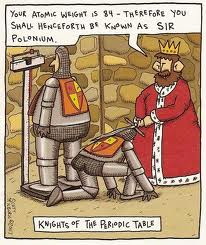 YOUR ATOMIC WEIGHT IS 84 - THEREFORE YOU
SHALL HENCEFORTH BE KNOWN AS SIR
POLONIUM.
KNIGHTS OF THE PERIODIC TABLE